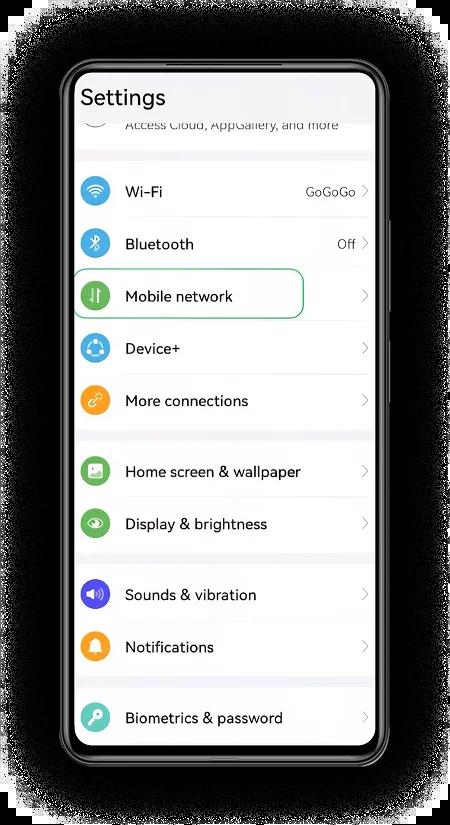 Settings
Access Cloud, AppGallery, and more
Wi-Fi GoGoGo
Bluetooth Off
Mobile network
Device+
More connections
Home screen & wallpaper
Display & brightness
Sounds & vibration
Notifications
Biometrics & password